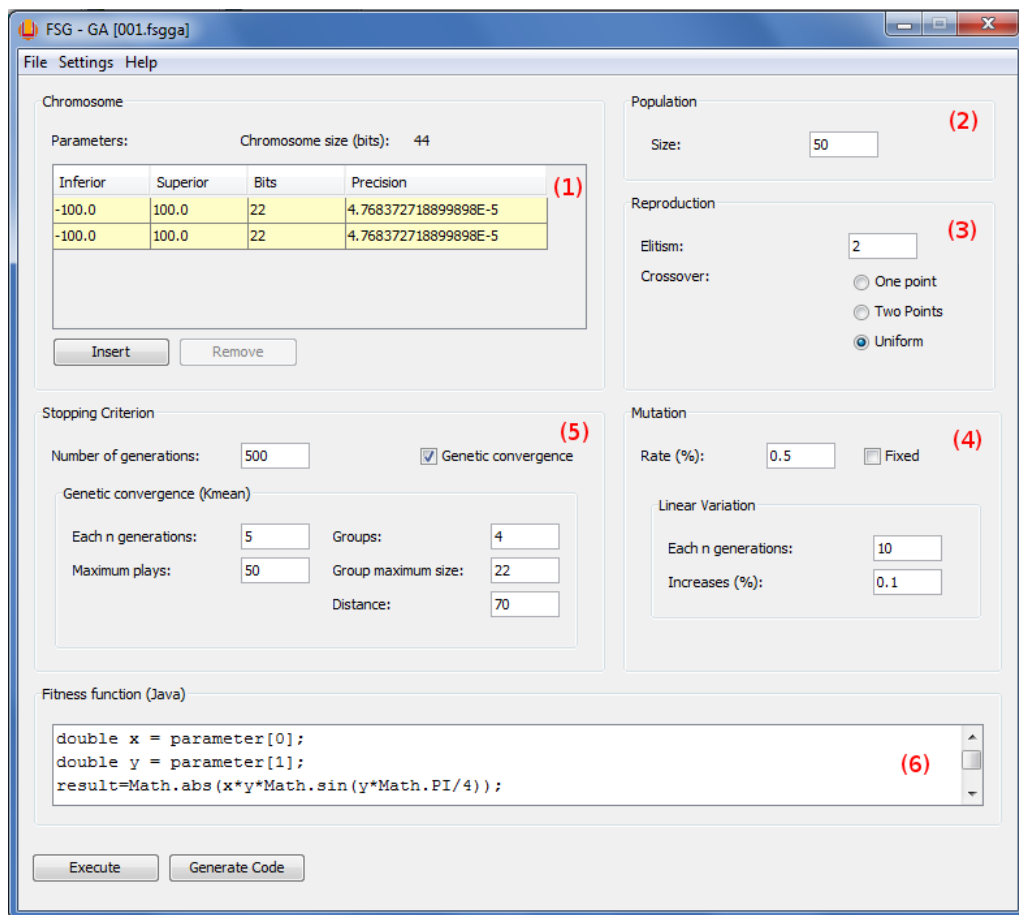 FSG - GA [001.fsgga]
File Settings Help
Chromosome
Parameters: Chromosome size (bits): 44
Inferior Superior Bits Precision
(1)
-100.0 100.0 22 4.768372718899898E-5
-100.0 100.0 22 4.768372718899898E-5
Insert Remove
Population
(2)
Size: 50
Reproduction
(3)
Elitism: 2
Crossover: One point
Two Points
Uniform
Stopping Criterion
(5)
Number of generations: 500 Genetic convergence
Genetic convergence (Kmean)
Each n generations: 5 Groups: 4
Maximum plays: 50 Group maximum size: 22
Distance: 70
Mutation
(4)
Rate (%): 0.5 Fixed
Linear Variation
Each n generations: 10
Increases (%): 0.1
Fitness function (Java)
double x = parameter[0];
double y = parameter[1];
result=Math.abs(x*y*Math.sin(y*Math.PI/4));
(6)
Execute Generate Code